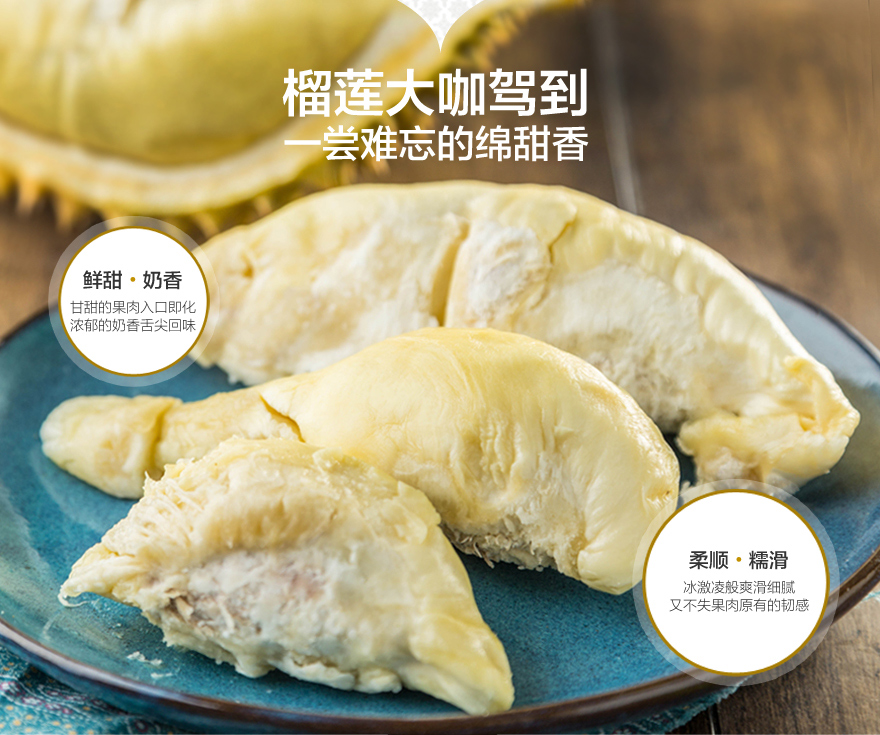 榴莲大咖驾到
一尝难忘的绵甜香
鲜甜·奶香
甘甜的果肉入口即化
浓郁的奶香舌尖回味
柔顺·糯滑
冰激凌般爽滑细腻
又不失果肉原有的韧感